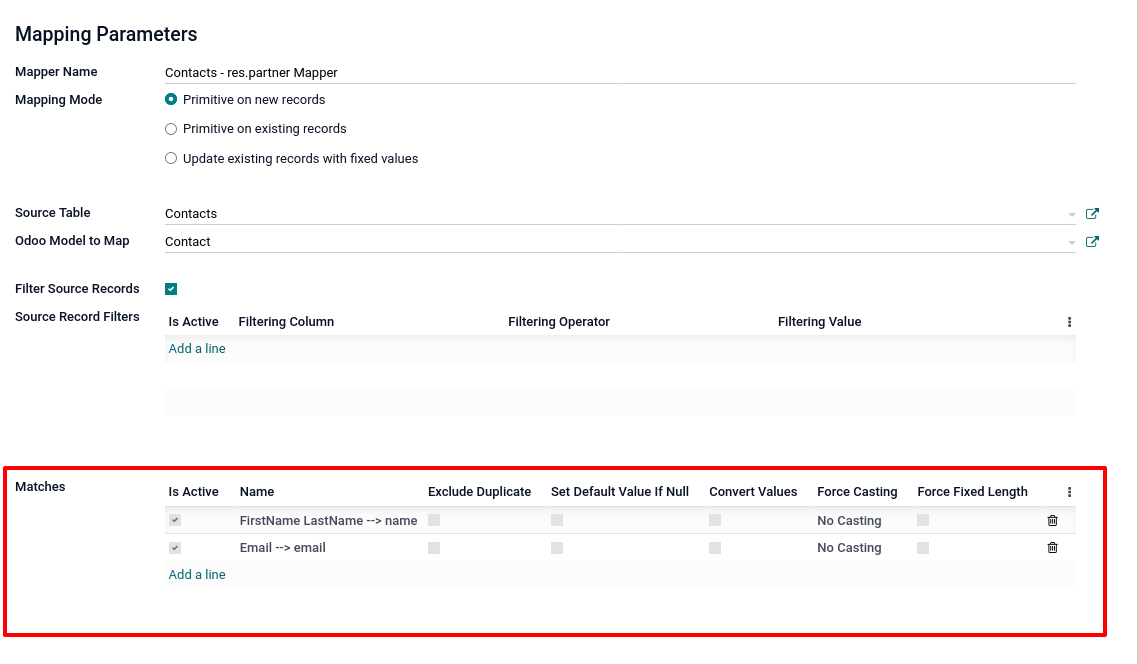 Mapping Parameters
Mapper Name Contacts - res.partner Mapper
Mapping Mode Primitive on new records
Primitive on existing records
Update existing records with fixed values
Source Table Contacts
Odoo Model to Map Contact
Filter Source Records
Source Record Filters Is Active Filtering Column Filtering Operator Filtering Value
Add a line
Matches Is Active Name Exclude Duplicate Set Default Value If Null Convert Values Force Casting Force Fixed Length
FirstName LastName --> name No Casting
Email --> email No Casting
Add a line